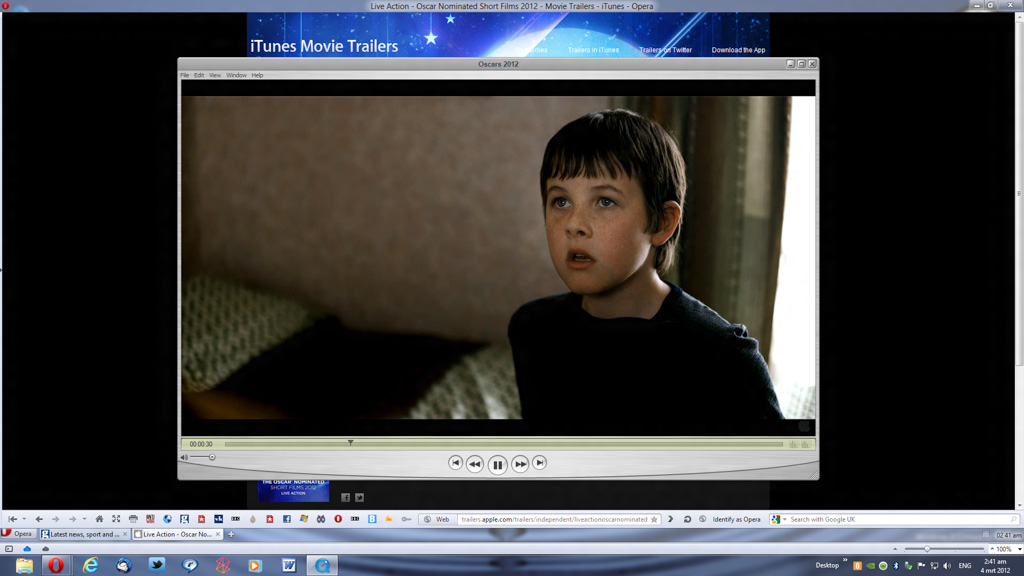 Live Action - Oscar Nominated Short Films 2012 - Movie Trailers - iTunes - Opera
iTunes Movie Trailers
Trailers in iTunes
Trailers on Twitter
Download the App
Oscars 2012
File Edit View Window Help
00:00:30
THE OSCAR NOMINATED
SHORT FILMS 2012
LIVE ACTION
Web
trailers.apple.com/trailers/independent/liveactionoscarnominated
Identify as Opera
Search with Google UK
Opera
Latest news, sport and ...
Live Action - Oscar No...
02:41 am
100%
Desktop
ENG
2:41 am
4 mrt 2012